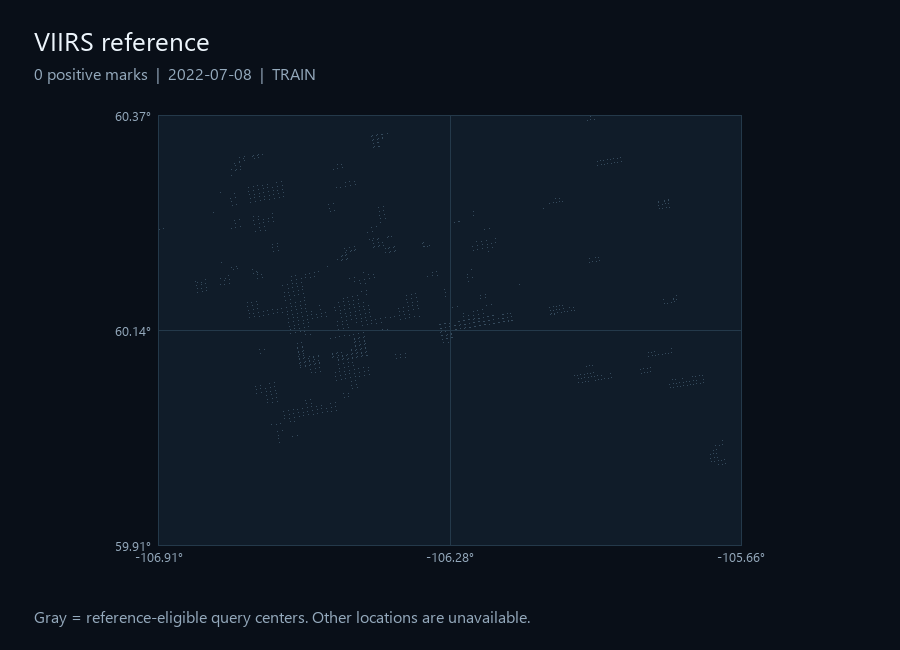 VIIRS reference
0 positive marks | 2022-07-08 | TRAIN
60.37°
60.14°
59.91°
-106.91° -106.28° -105.66°
Gray = reference-eligible query centers. Other locations are unavailable.